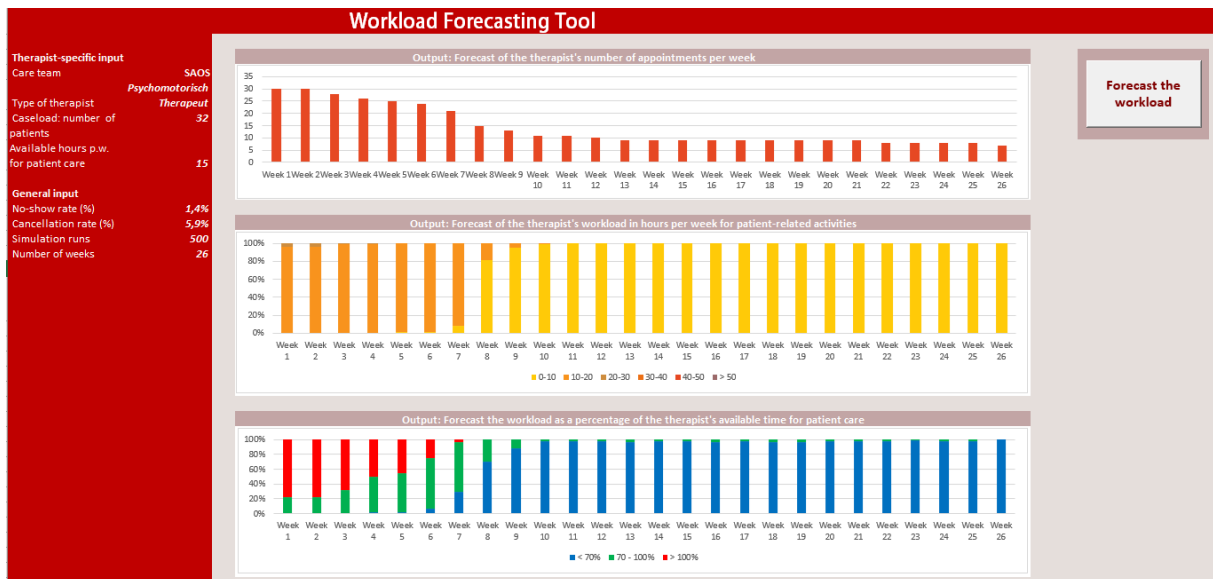 Workload Forecasting Tool
Therapist-specific input
Care team SAOS
Psychomotorisch
Type of therapist Therapeut
Caseload: number of 32
patients
Available hours p.w.
for patient care 15
General input
No-show rate (%) 1,4%
Cancellation rate (%) 5,9%
Simulation runs 500
Number of weeks 26
Output: Forecast of the therapist's number of appointments per week
35
30
25
20
15
10
5
0
Week 1 Week 2 Week 3 Week 4 Week 5 Week 6 Week 7 Week 8 Week 9 Week Week Week Week Week Week Week Week Week Week Week Week Week Week Week Week Week
10 11 12 13 14 15 16 17 18 19 20 21 22 23 24 25 26
Forecast the
workload
Output: Forecast of the therapist's workload in hours per week for patient-related activities
100%
80%
60%
40%
20%
0%
Week Week Week Week Week Week Week Week Week Week Week Week Week Week Week Week Week Week Week Week Week Week Week Week Week Week
1 2 3 4 5 6 7 8 9 10 11 12 13 14 15 16 17 18 19 20 21 22 23 24 25 26
0-10 10-20 20-30 30-40 40-50 > 50
Output: Forecast the workload as a percentage of the therapist's available time for patient care
100%
80%
60%
40%
20%
0%
Week Week Week Week Week Week Week Week Week Week Week Week Week Week Week Week Week Week Week Week Week Week Week Week Week Week
1 2 3 4 5 6 7 8 9 10 11 12 13 14 15 16 17 18 19 20 21 22 23 24 25 26
< 70% 70 - 100% > 100%